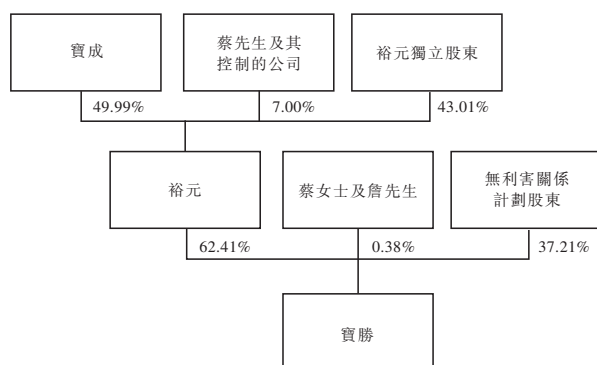 寶成
蔡先生及其
控制的公司
裕元獨立股東
49.99%
7.00%
43.01%
裕元
蔡女士及詹先生
無利害關係
計劃股東
62.41%
0.38%
37.21%
寶勝